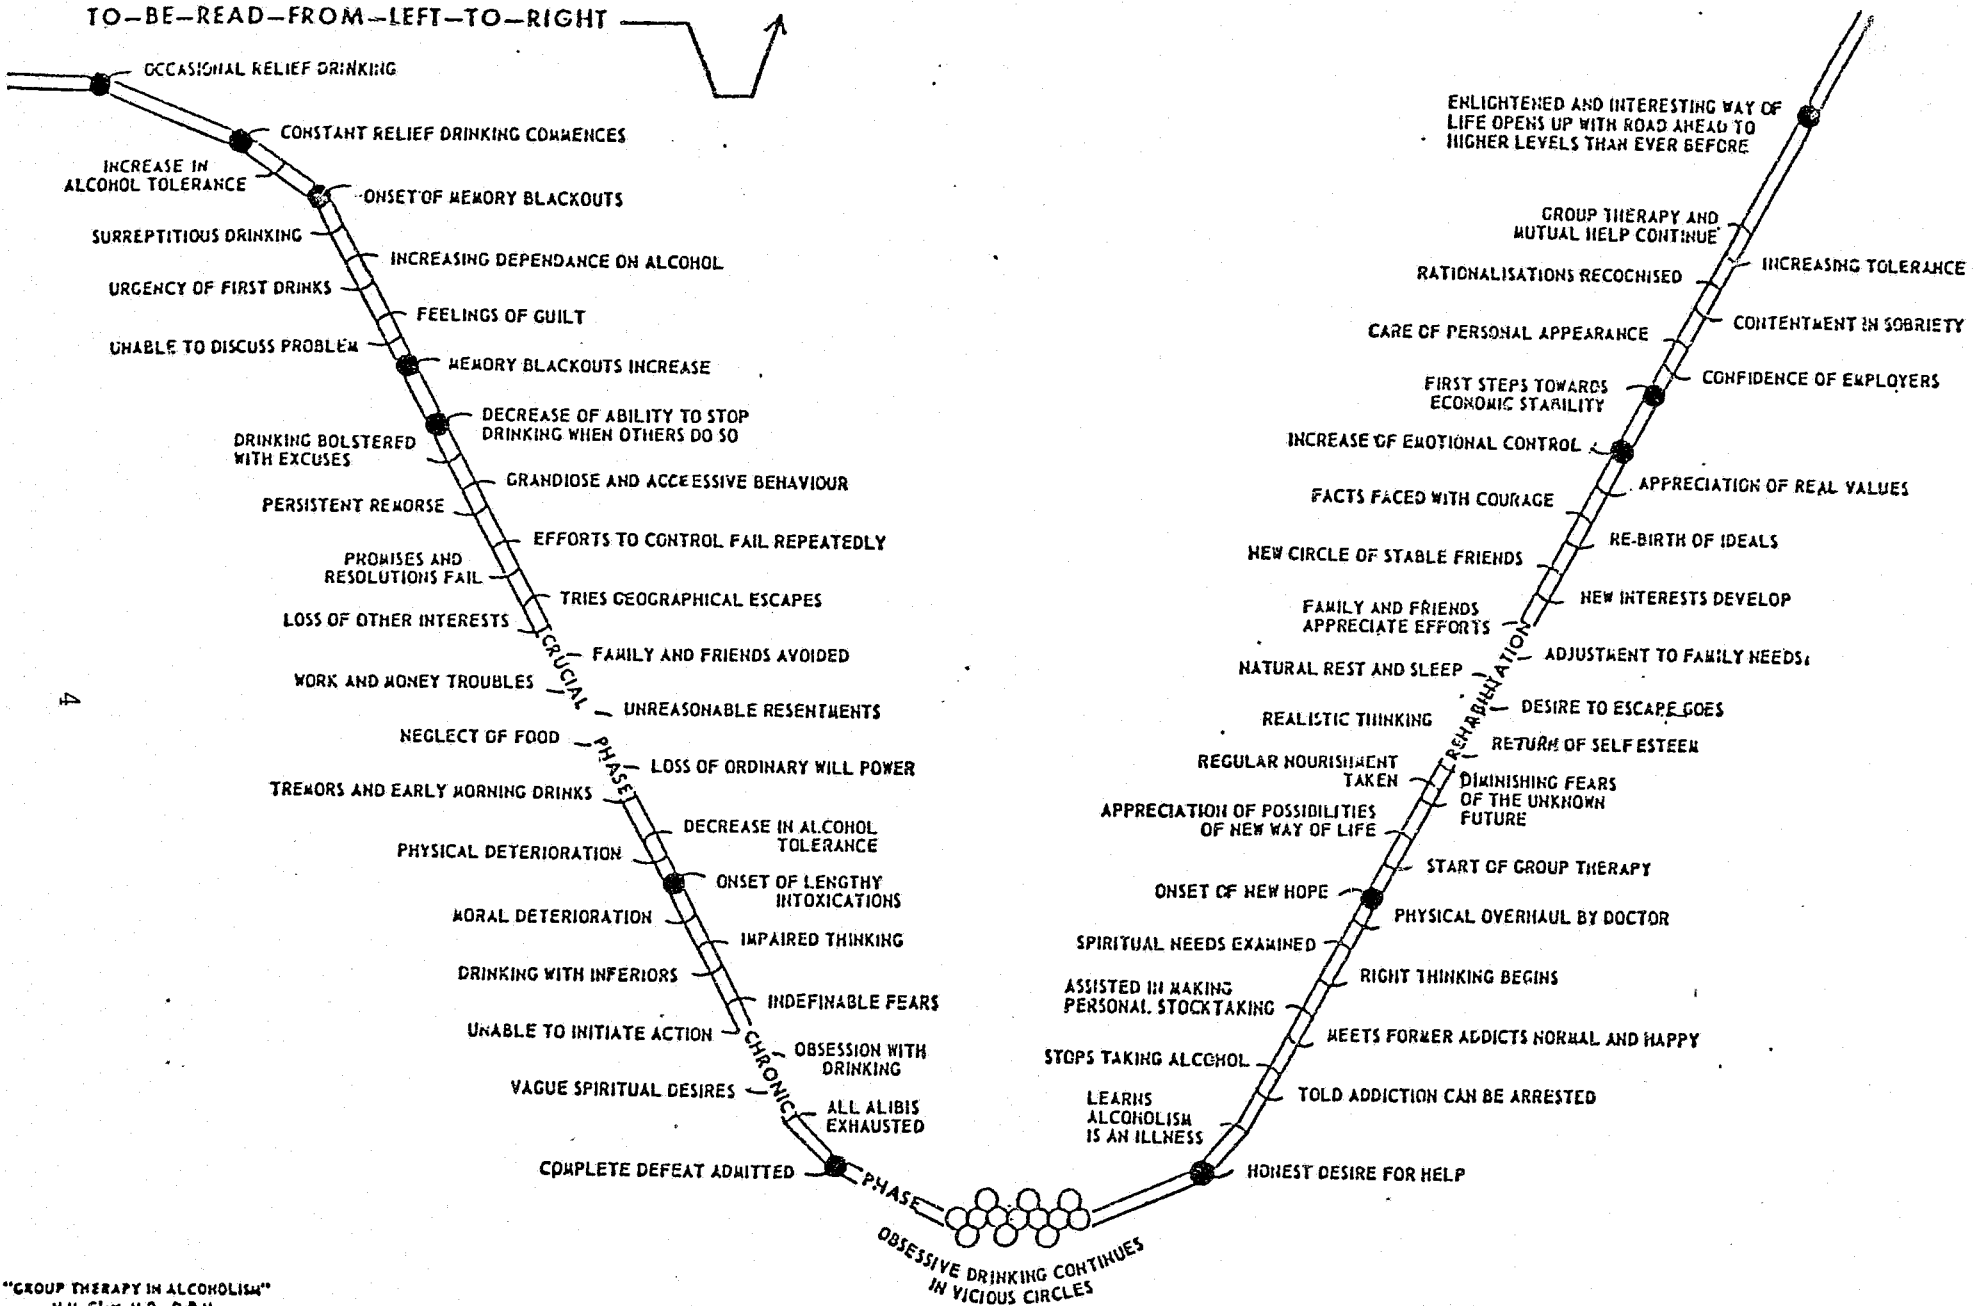 TO-BE-READ-FROM-LEFT-TO-RIGHT
OCCASIONAL RELIEF DRINKING
CONSTANT RELIEF DRINKING COMMENCES
INCREASE IN
ALCOHOL TOLERANCE
ONSET OF MEMORY BLACKOUTS
SURREPTITIOUS DRINKING
INCREASING DEPENDANCE ON ALCOHOL
URGENCY OF FIRST DRINKS
FEELINGS OF GUILT
UNABLE TO DISCUSS PROBLEM
MEMORY BLACKOUTS INCREASE
DECREASE OF ABILITY TO STOP
DRINKING WHEN OTHERS DO SO
DRINKING BOLSTERED
WITH EXCUSES
GRANDIOSE AND AGGRESSIVE BEHAVIOUR
PERSISTENT REMORSE
EFFORTS TO CONTROL FAIL REPEATEDLY
PROMISES AND
RESOLUTIONS FAIL
TRIES GEOGRAPHICAL ESCAPES
LOSS OF OTHER INTERESTS
CRUCIAL
FAMILY AND FRIENDS AVOIDED
WORK AND MONEY TROUBLES
UNREASONABLE RESENTMENTS
NEGLECT OF FOOD
PHASE
LOSS OF ORDINARY WILL POWER
TREMORS AND EARLY MORNING DRINKS
DECREASE IN ALCOHOL
TOLERANCE
PHYSICAL DETERIORATION
ONSET OF LENGTHY
INTOXICATIONS
MORAL DETERIORATION
IMPAIRED THINKING
DRINKING WITH INFERIORS
INDEFINABLE FEARS
UNABLE TO INITIATE ACTION
CHRONIC
OBSESSION WITH
DRINKING
VAGUE SPIRITUAL DESIRES
ALL ALIBIS
EXHAUSTED
COMPLETE DEFEAT ADMITTED
PHASE
OBSESSIVE DRINKING CONTINUES
IN VICIOUS CIRCLES
HONEST DESIRE FOR HELP
LEARNS
ALCOHOLISM
IS AN ILLNESS
TOLD ADDICTION CAN BE ARRESTED
STOPS TAKING ALCOHOL
MEETS FORMER ADDICTS NORMAL AND HAPPY
ASSISTED IN MAKING
PERSONAL STOCKTAKING
RIGHT THINKING BEGINS
SPIRITUAL NEEDS EXAMINED
PHYSICAL OVERHAUL BY DOCTOR
ONSET OF NEW HOPE
START OF GROUP THERAPY
APPRECIATION OF POSSIBILITIES
OF NEW WAY OF LIFE
DIMINISHING FEARS
OF THE UNKNOWN
FUTURE
REGULAR NOURISHMENT
TAKEN
RETURN OF SELF ESTEEM
REALISTIC THINKING
REHABILITATION
DESIRE TO ESCAPE GOES
NATURAL REST AND SLEEP
ADJUSTMENT TO FAMILY NEEDS
FAMILY AND FRIENDS
APPRECIATE EFFORTS
NEW INTERESTS DEVELOP
NEW CIRCLE OF STABLE FRIENDS
RE-BIRTH OF IDEALS
FACTS FACED WITH COURAGE
APPRECIATION OF REAL VALUES
INCREASE OF EMOTIONAL CONTROL
FIRST STEPS TOWARDS
ECONOMIC STABILITY
CONFIDENCE OF EMPLOYERS
CARE OF PERSONAL APPEARANCE
CONTENTMENT IN SOBRIETY
RATIONALISATIONS RECOGNISED
INCREASING TOLERANCE
GROUP THERAPY AND
MUTUAL HELP CONTINUE
ENLIGHTENED AND INTERESTING WAY OF
LIFE OPENS UP WITH ROAD AHEAD TO
HIGHER LEVELS THAN EVER BEFORE
4
"GROUP THERAPY IN ALCOHOLISM"